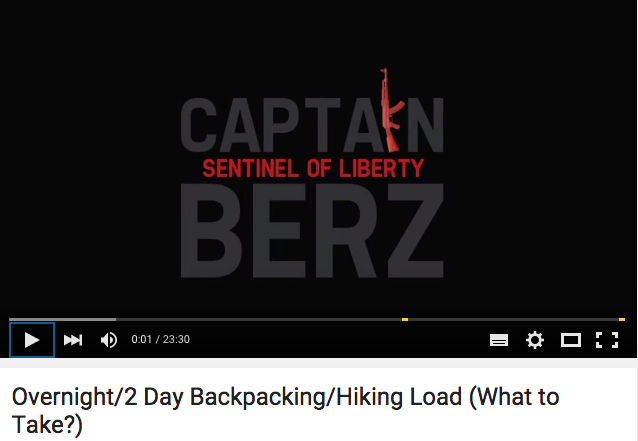 CAPTAIN
SENTINEL OF LIBERTY
BERZ
0:01 / 23:30
Overnight/2 Day Backpacking/Hiking Load (What to
Take?)